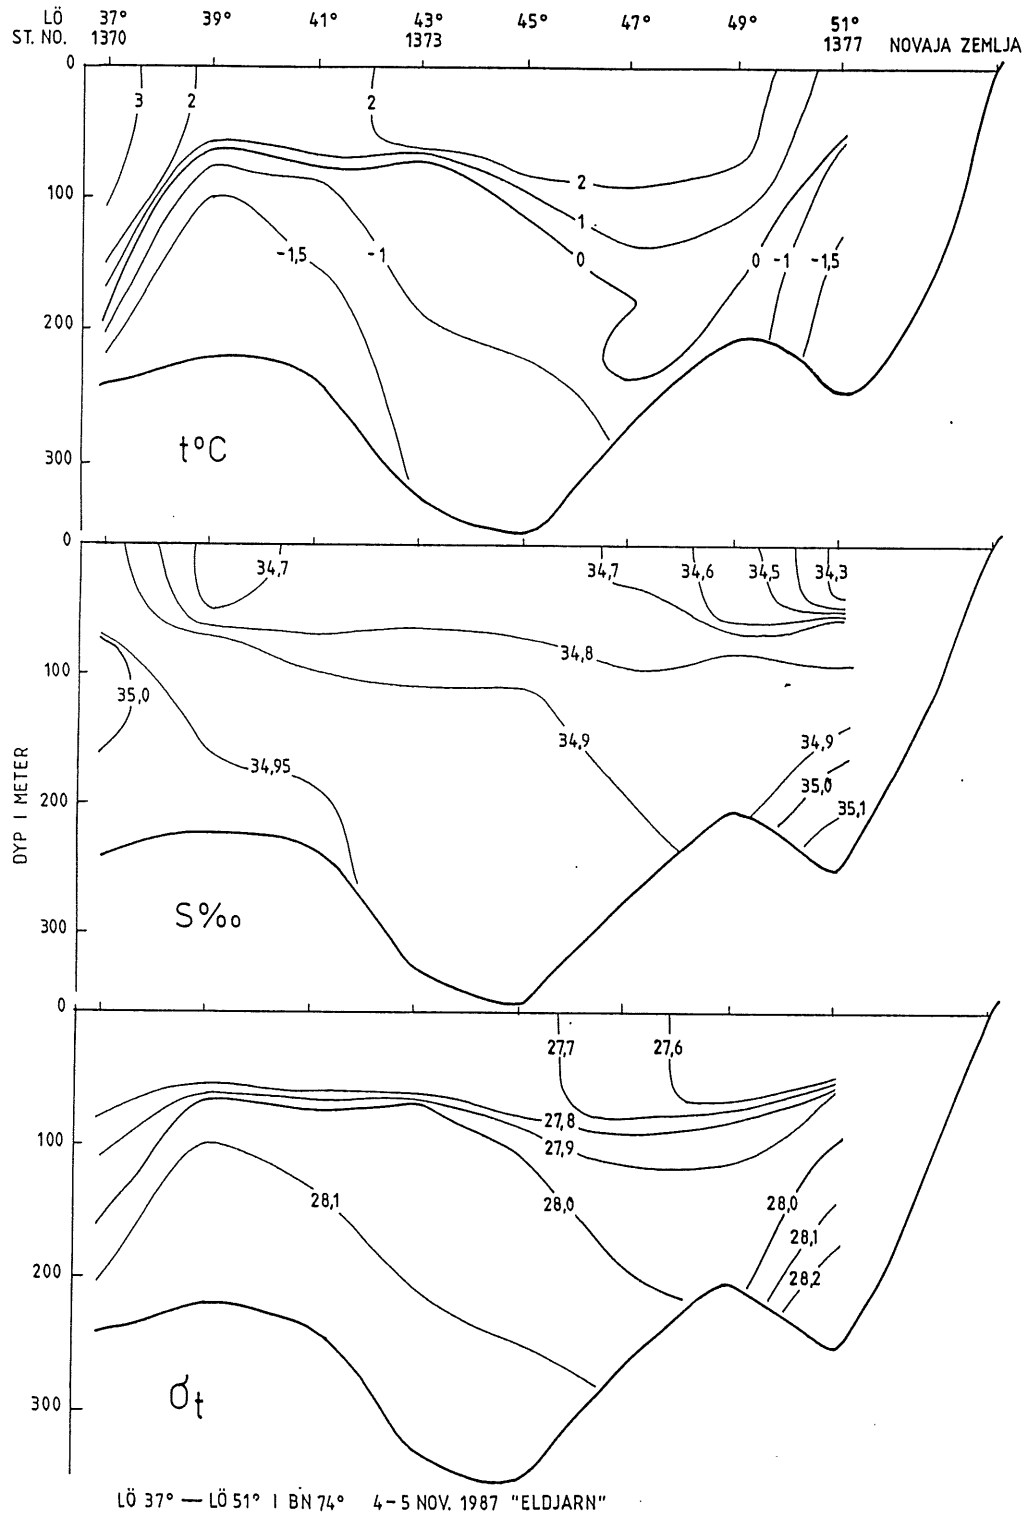 LÖ 37° 39° 41° 43° 45° 47° 49° 51°
ST. NO. 1370 1373 1377 NOVAJA ZEMLJA
0
3 2 2
100
2
1
-1,5 -1 0 0 -1 -1,5
200
300
t°C
0
34,7 34,7 34,6 34,5 34,3
34,8
100
35,0
34,9 34,9
34,95
35,0
200
35,1
DYP I METER
300
S‰
0
27,7 27,6
27,8
100
27,9
28,1 28,0 28,0
28,1
200
28,2
300
σt
LÖ 37° — LÖ 51° I BN 74° 4-5 NOV. 1987 "ELDJARN"